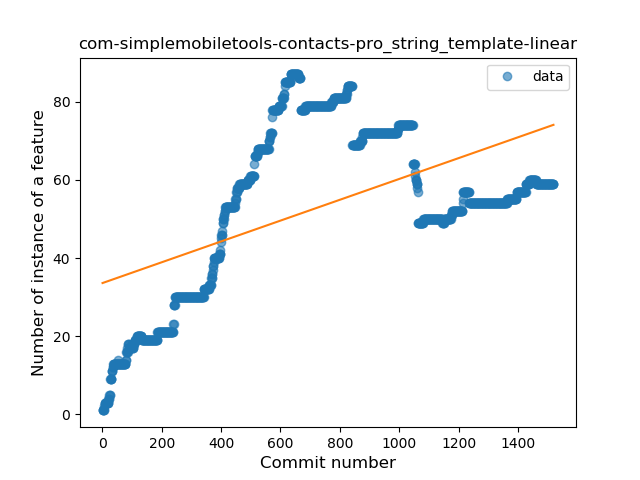 com-simplemobiletools-contacts-pro_string_template-linear
data
Number of instance of a feature
80
60
40
20
0
0 200 400 600 800 1000 1200 1400
Commit number